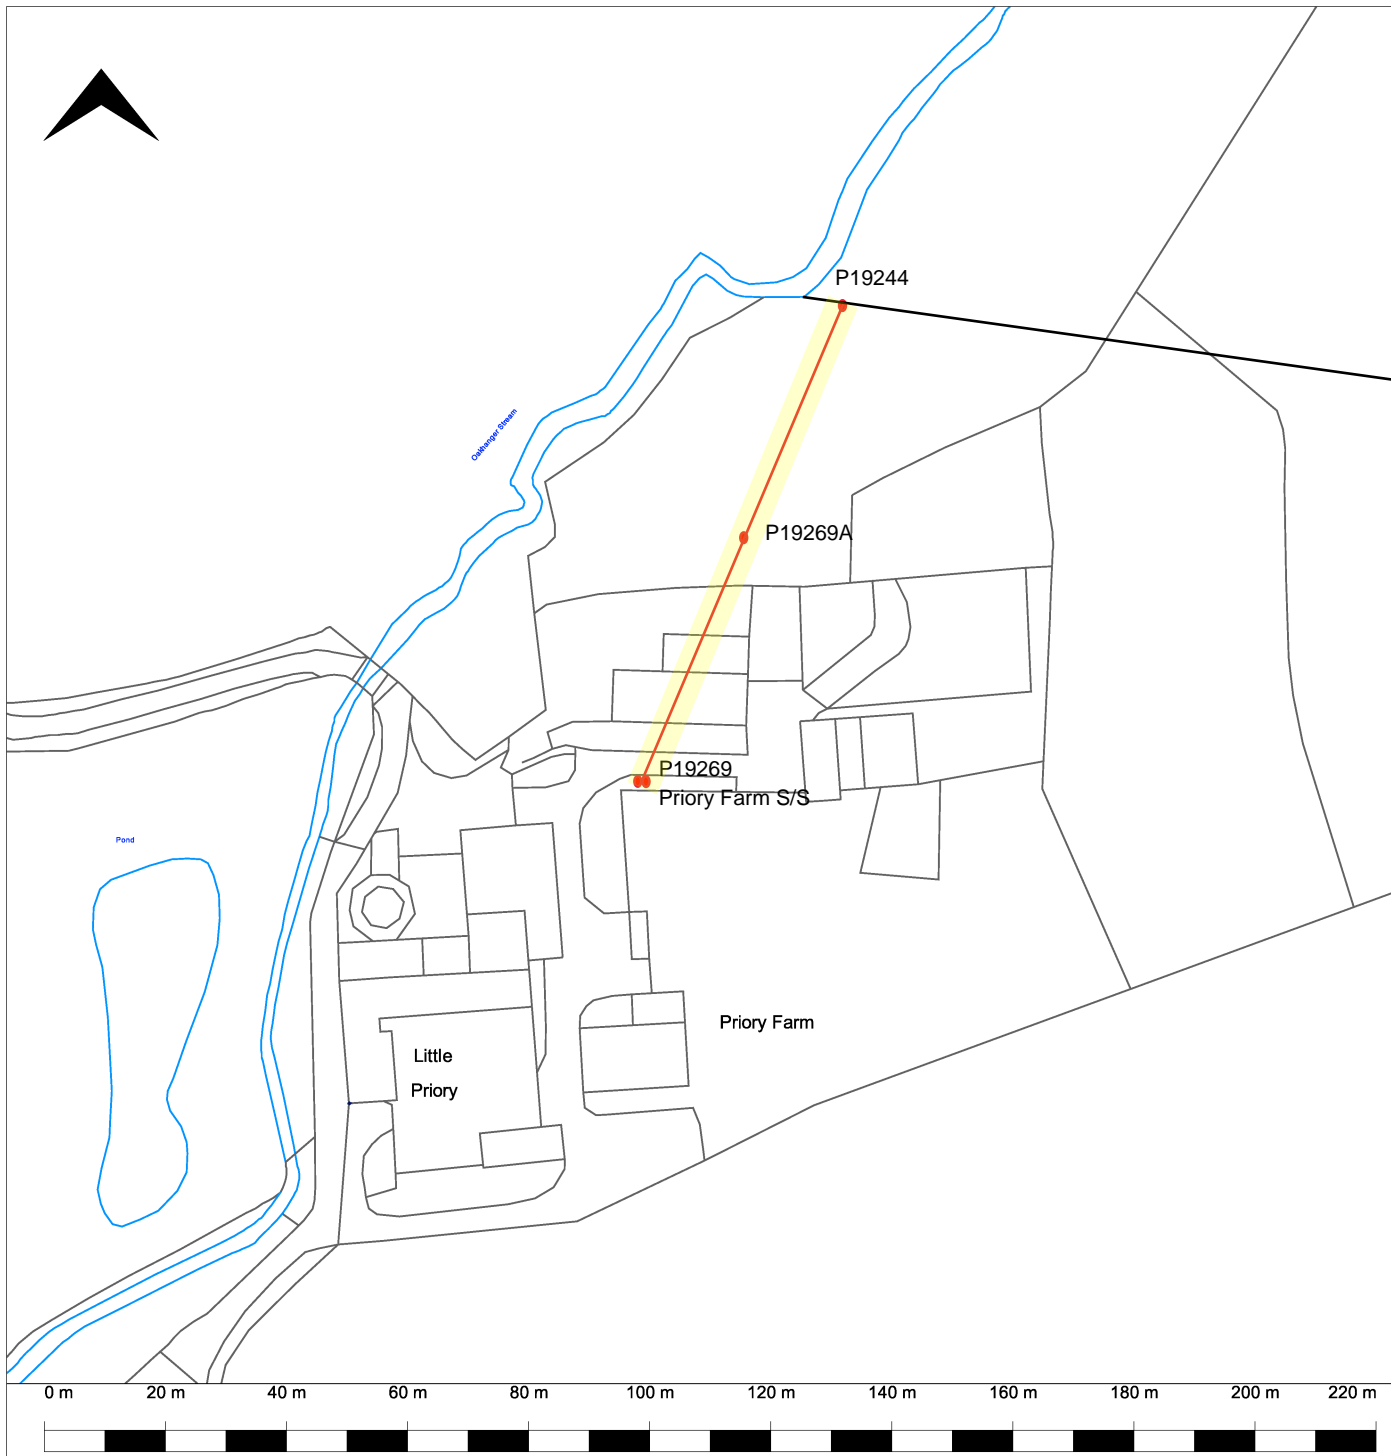 P19244
Oakhanger Stream
P19269A
P19269
Priory Farm S/S
Pond
Priory Farm
Little
Priory
0 m 20 m 40 m 60 m 80 m 100 m 120 m 140 m 160 m 180 m 200 m 220 m